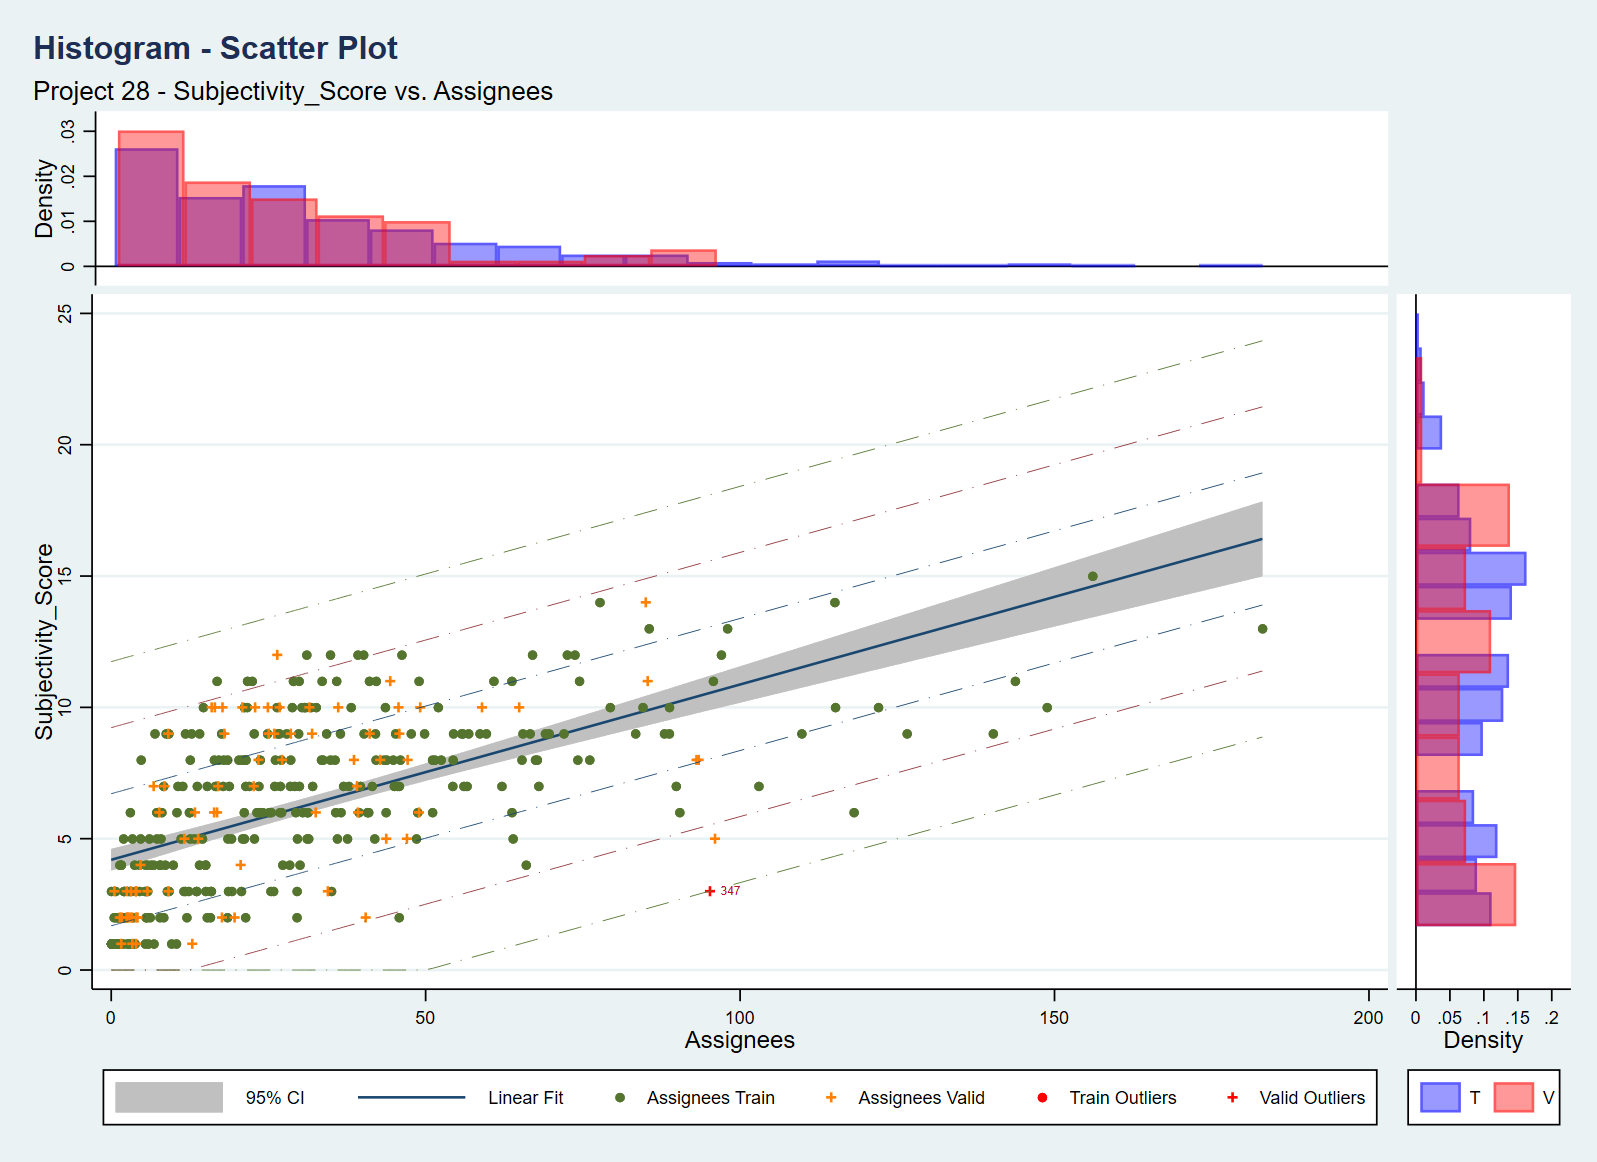 Histogram - Scatter Plot
Project 28 - Subjectivity_Score vs. Assignees
Density
.03
.02
.01
0
Subjectivity_Score
25
20
15
10
5
0
347
0 50 100 150 200
Assignees
0 .05 .1 .15 .2
Density
95% CI Linear Fit Assignees Train Assignees Valid Train Outliers Valid Outliers
T V